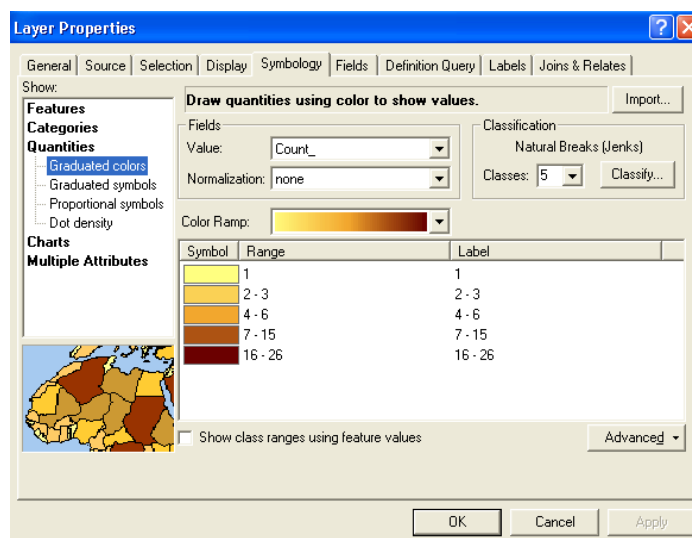 Layer Properties
General Source Selection Display Symbology Fields Definition Query Labels Joins & Relates
Show:
Features
Categories
Quantities
Graduated colors
Graduated symbols
Proportional symbols
Dot density
Charts
Multiple Attributes
Draw quantities using color to show values.
Import...
Fields
Value: Count_
Normalization: none
Classification
Natural Breaks (Jenks)
Classes: 5 Classify...
Color Ramp:
Symbol Range Label
1 1
2 - 3 2 - 3
4 - 6 4 - 6
7 - 15 7 - 15
16 - 26 16 - 26
Show class ranges using feature values
Advanced
OK Cancel Apply